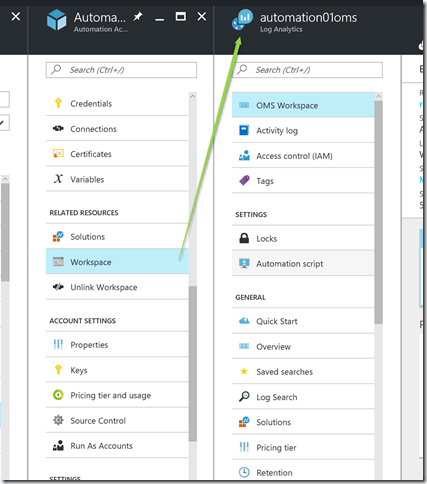 Automa...
Automation Ac...
Search (Ctrl+/)
Credentials
Connections
Certificates
Variables
RELATED RESOURCES
Solutions
Workspace
Unlink Workspace
ACCOUNT SETTINGS
Properties
Keys
Pricing tier and usage
Source Control
Run As Accounts
SETTINGS
automation01oms
Log Analytics
Search (Ctrl+/)
OMS Workspace
Activity log
Access control (IAM)
Tags
SETTINGS
Locks
Automation script
GENERAL
Quick Start
Overview
Saved searches
Log Search
Solutions
Pricing tier
Retention